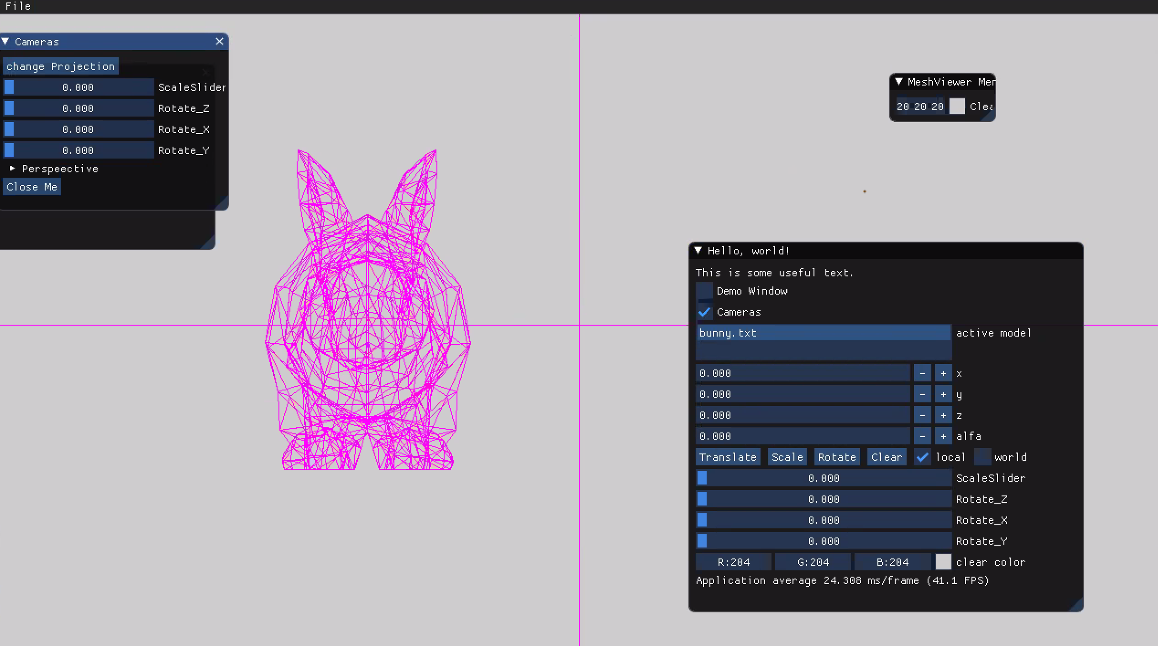 File
Cameras
change Projection
0.000 ScaleSlider
0.000 Rotate_Z
0.000 Rotate_X
0.000 Rotate_Y
Perspeective
Close Me
MeshViewer Mer
20 20 20 Clea
Hello, world!
This is some useful text.
Demo Window
Cameras
bunny.txt active model
0.000 - + x
0.000 - + y
0.000 - + z
0.000 - + alfa
Translate Scale Rotate Clear local world
0.000 ScaleSlider
0.000 Rotate_Z
0.000 Rotate_X
0.000 Rotate_Y
R:204 G:204 B:204 clear color
Application average 24.308 ms/frame (41.1 FPS)